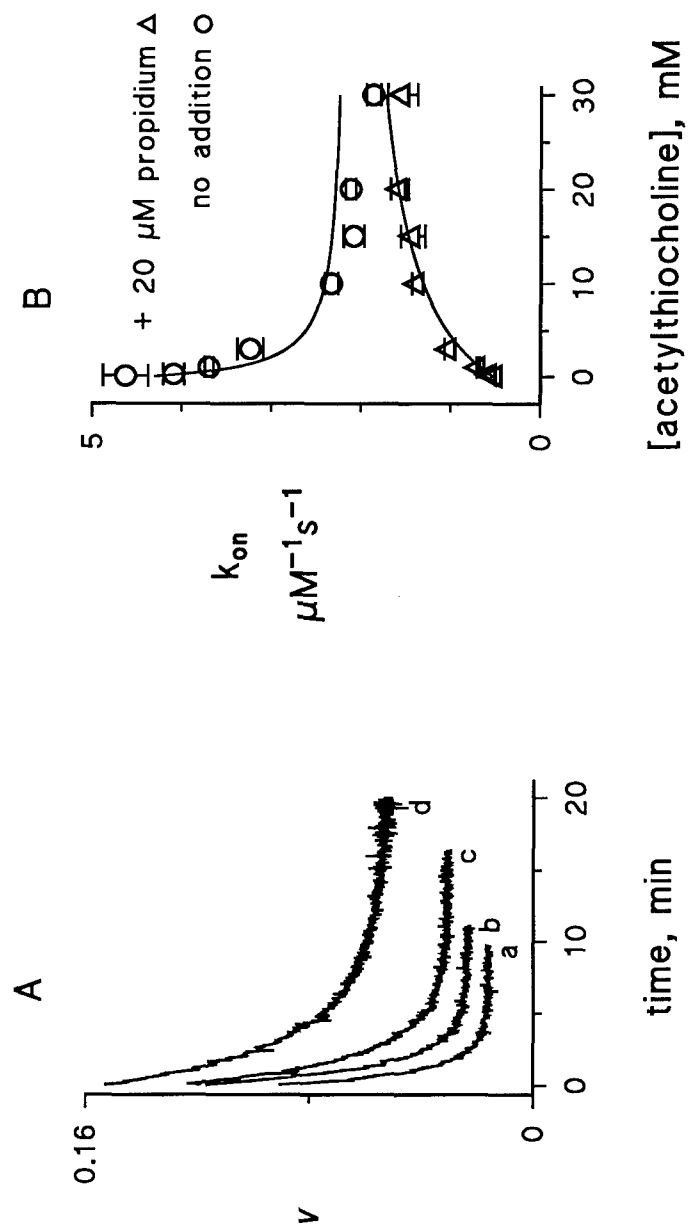 A
0.16
v
0
a
b
c
d
0
10
20
time, min
B
5
k_on
μM⁻¹s⁻¹
0
+ 20 μM propidium △
no addition ○
0
10
20
30
[acetylthiocholine], mM